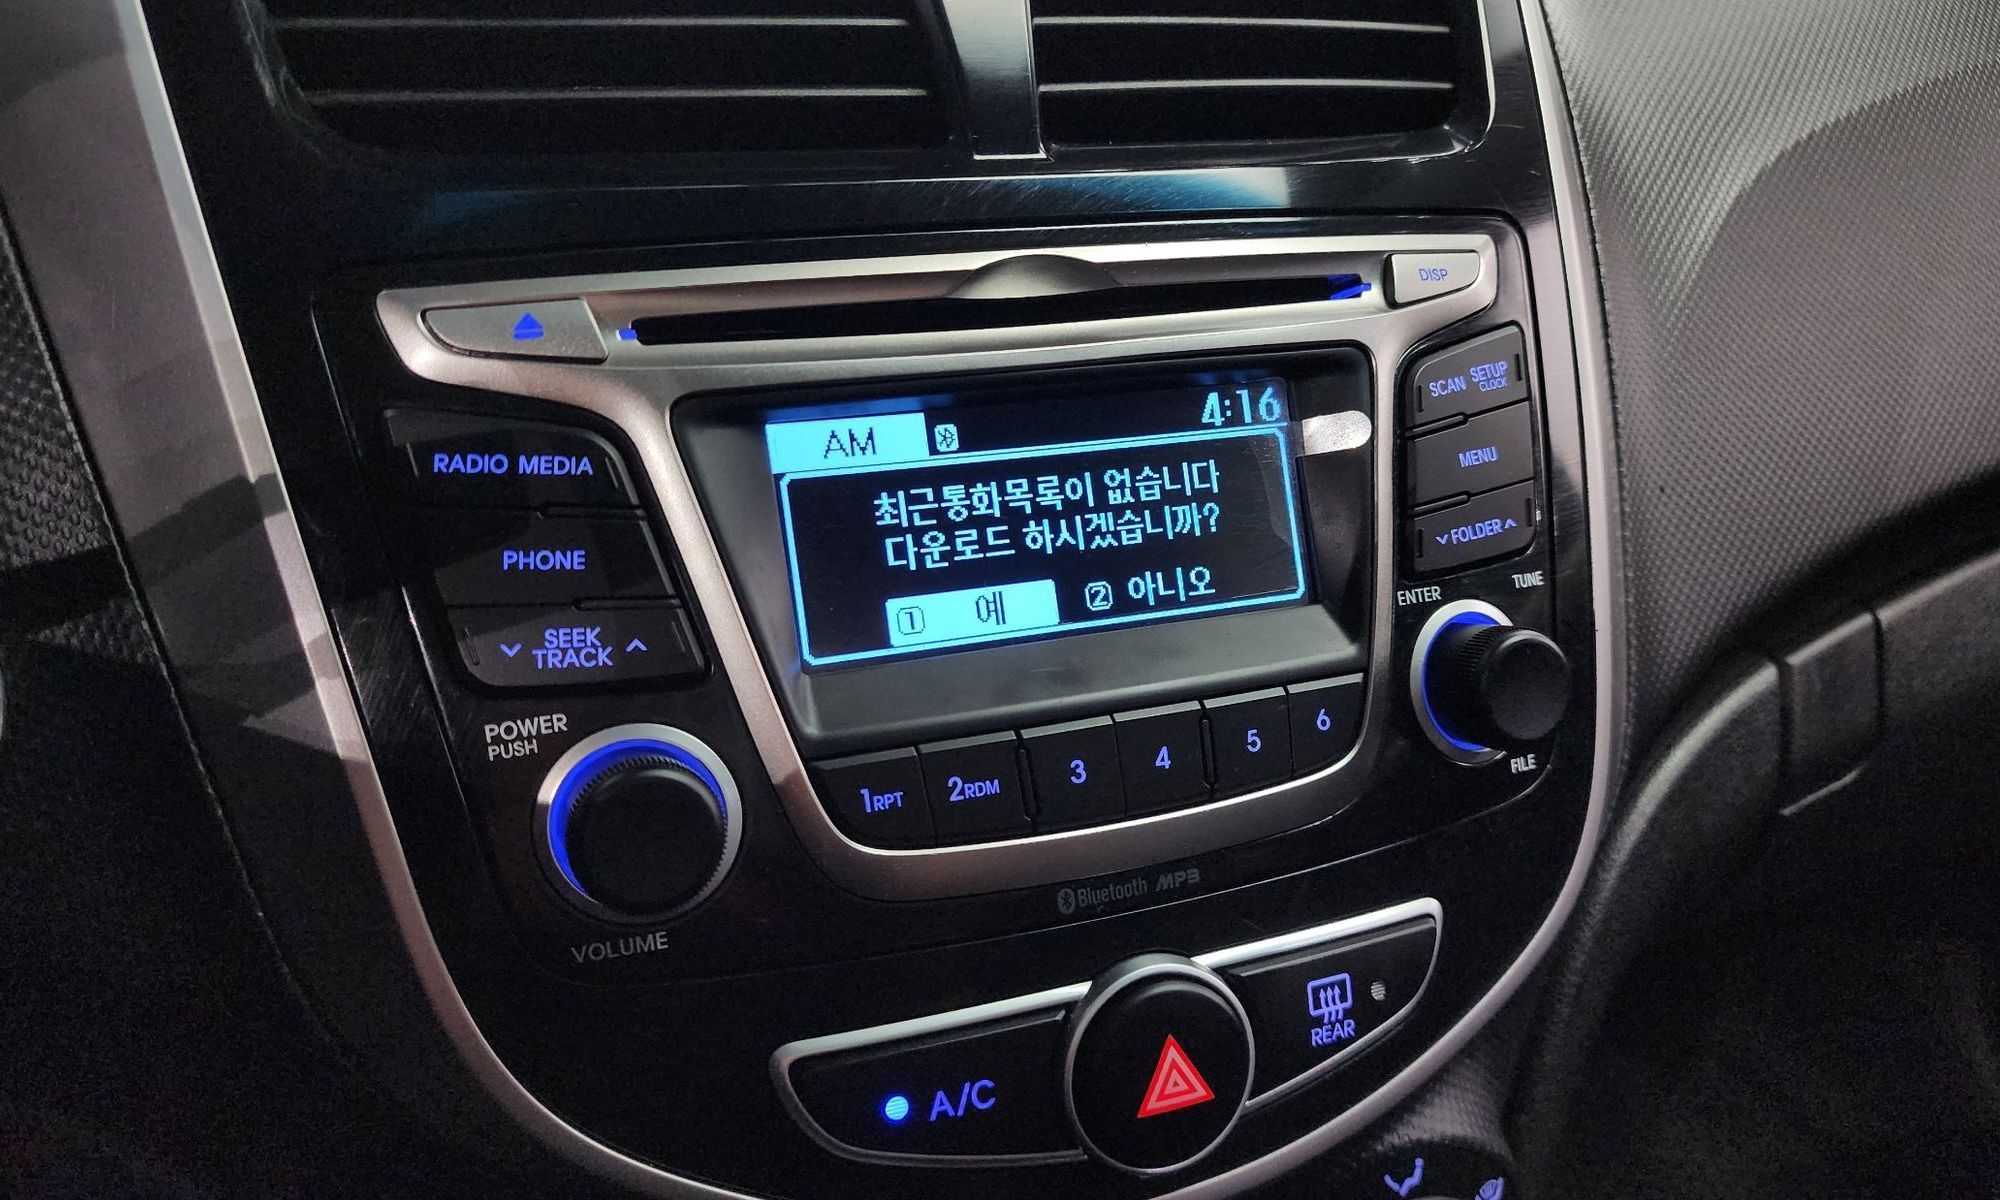 DISP
SCAN SETUP
CLOCK
AM 4:16
RADIO MEDIA
최근통화목록이 없습니다
다운로드 하시겠습니까?
① 예 ② 아니오
MENU
PHONE
FOLDER
SEEK
TRACK
ENTER
TUNE
POWER
PUSH
1RPT 2RDM 3 4 5 6
FILE
VOLUME
Bluetooth MP3
REAR
A/C